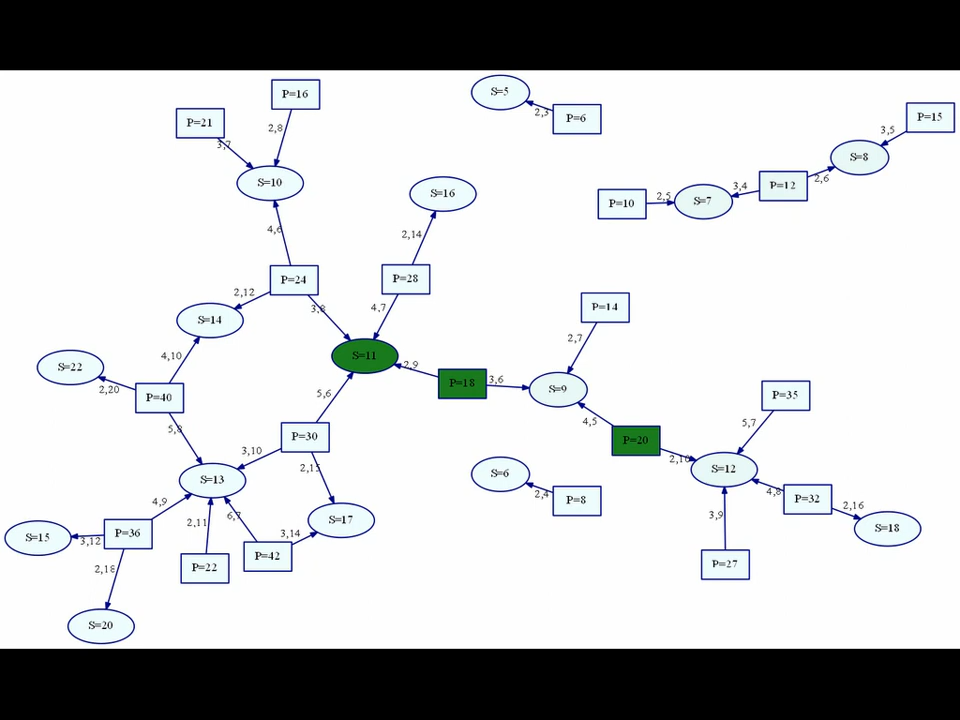 P=16
S=5
P=21
2,8
2,3
P=6
P=15
3,7
3,5
S=8
S=10
P=12
2,6
3,4
S=16
2,5
P=10
S=7
4,6
2,14
P=24
P=28
2,12
3,8
4,7
P=14
S=14
2,7
4,10
S=11
S=22
2,9
P=18
3,6
S=9
2,20
P=40
5,6
P=35
5,8
4,5
5,7
P=30
P=20
3,10
2,15
2,10
S=12
S=13
S=6
2,4
P=8
4,8
P=32
2,16
4,9
2,11
6,7
S=17
3,9
S=18
S=15
3,12
P=36
3,14
P=42
P=22
P=27
2,18
S=20